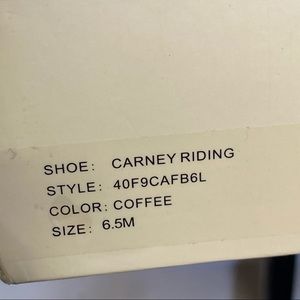 SHOE: CARNEY RIDING
STYLE: 40F9CAFB6L
COLOR: COFFEE
SIZE: 6.5M